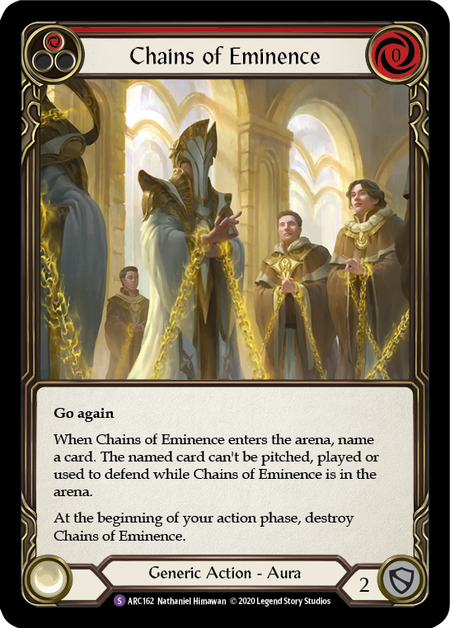 Chains of Eminence
0
Go again
When Chains of Eminence enters the arena, name
a card. The named card can't be pitched, played or
used to defend while Chains of Eminence is in the
arena.
At the beginning of your action phase, destroy
Chains of Eminence.
Generic Action - Aura
2
S ARC162 Nathaniel Himawan © 2020 Legend Story Studios